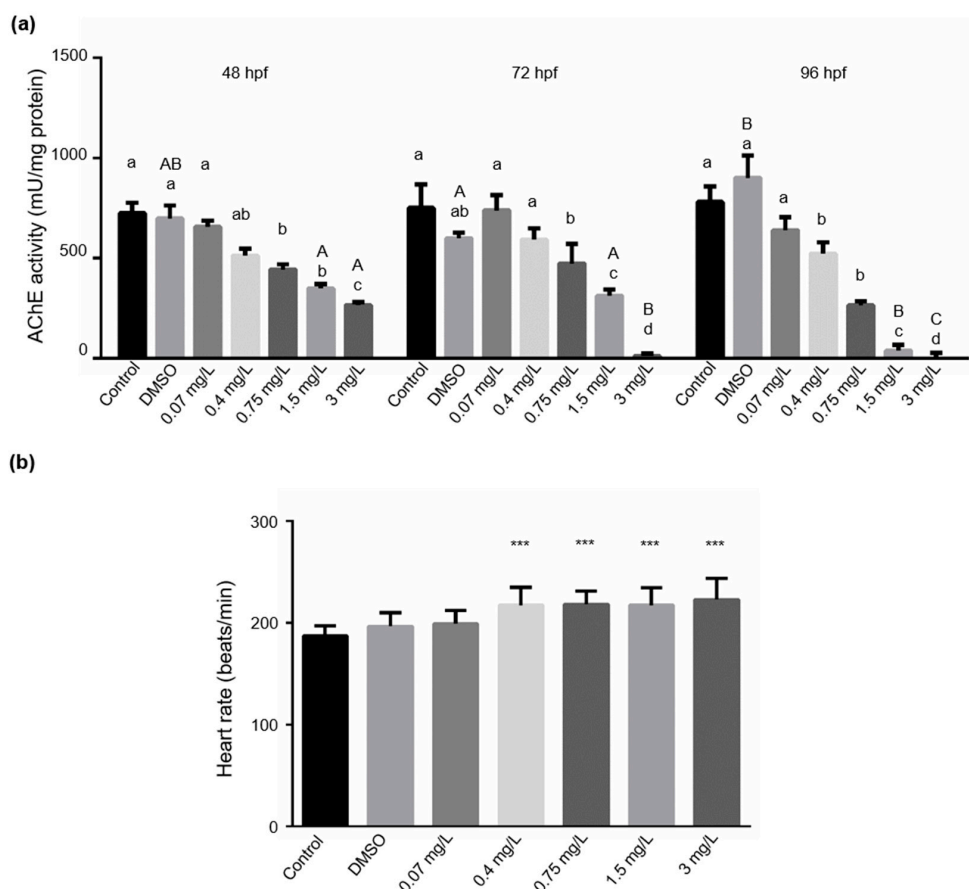 (a)
AChE activity (mU/mg protein)
1500
1000
500
0
48 hpf
72 hpf
96 hpf
a
AB
a
a
ab
b
A
b
A
c
a
A
ab
a
a
b
A
c
B
d
a
B
a
a
b
b
B
c
C
d
Control
DMSO
0.07 mg/L
0.4 mg/L
0.75 mg/L
1.5 mg/L
3 mg/L
Control
DMSO
0.07 mg/L
0.4 mg/L
0.75 mg/L
1.5 mg/L
3 mg/L
Control
DMSO
0.07 mg/L
0.4 mg/L
0.75 mg/L
1.5 mg/L
3 mg/L
(b)
Heart rate (beats/min)
300
200
100
0
***
***
***
***
Control
DMSO
0.07 mg/L
0.4 mg/L
0.75 mg/L
1.5 mg/L
3 mg/L